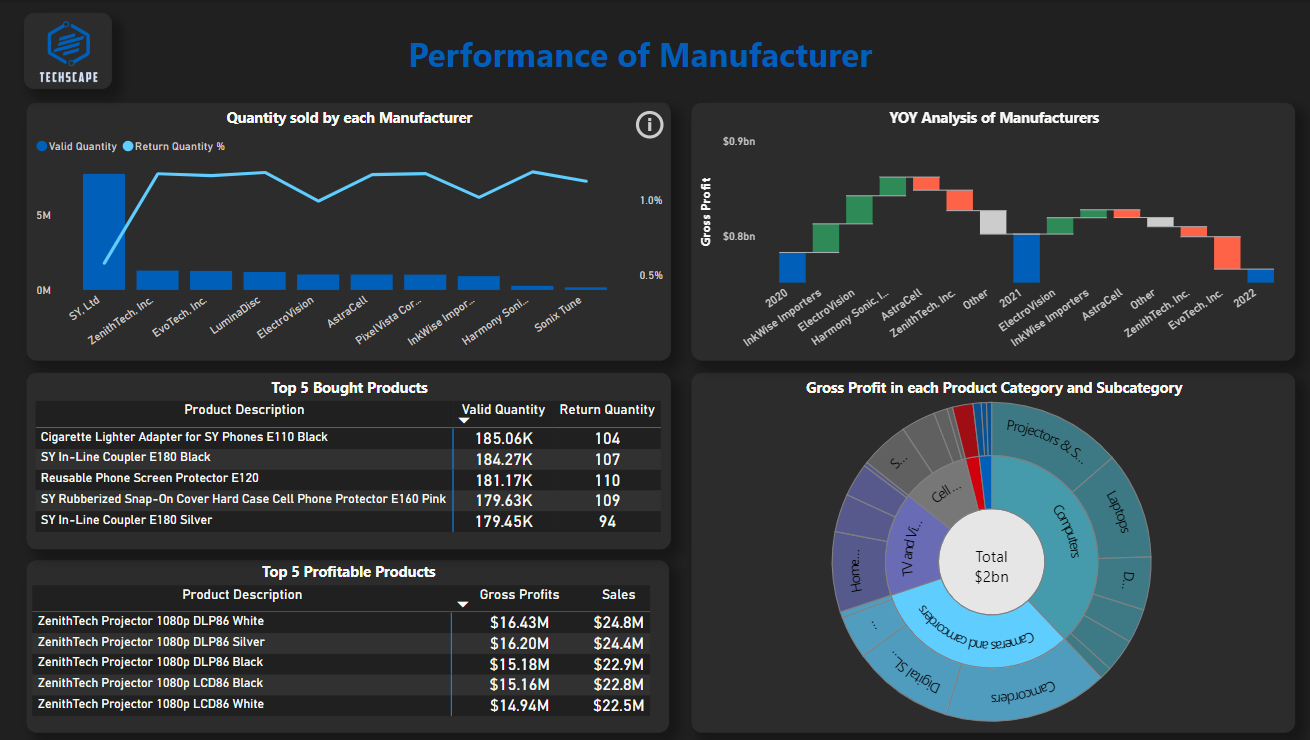 TECHSCAPE
Performance of Manufacturer
Quantity sold by each Manufacturer
Valid Quantity Return Quantity %
5M
0M
1.0%
0.5%
SY, Ltd
ZenithTech, Inc.
EvoTech, Inc.
LuminaDisc
ElectroVision
AstraCell
PixelVista Cor...
InkWise Impor...
Harmony Soni...
Sonix Tune
YOY Analysis of Manufacturers
Gross Profit
$0.9bn
$0.8bn
2020
InkWise Importers
ElectroVision
Harmony Sonic, I...
AstraCell
ZenithTech, Inc.
Other
2021
ElectroVision
InkWise Importers
AstraCell
Other
ZenithTech, Inc.
EvoTech, Inc.
2022
Top 5 Bought Products
Product Description Valid Quantity Return Quantity
Cigarette Lighter Adapter for SY Phones E110 Black 185.06K 104
SY In-Line Coupler E180 Black 184.27K 107
Reusable Phone Screen Protector E120 181.17K 110
SY Rubberized Snap-On Cover Hard Case Cell Phone Protector E160 Pink 179.63K 109
SY In-Line Coupler E180 Silver 179.45K 94
Top 5 Profitable Products
Product Description Gross Profits Sales
ZenithTech Projector 1080p DLP86 White $16.43M $24.8M
ZenithTech Projector 1080p DLP86 Silver $16.20M $24.4M
ZenithTech Projector 1080p DLP86 Black $15.18M $22.9M
ZenithTech Projector 1080p LCD86 Black $15.16M $22.8M
ZenithTech Projector 1080p LCD86 White $14.94M $22.5M
Gross Profit in each Product Category and Subcategory
Projectors & S...
Laptops
D...
Computers
Camcorders
Digital SL...
...
Cameras and camcorders
Home...
TV and Vi...
S...
Cell...
Total
$2bn